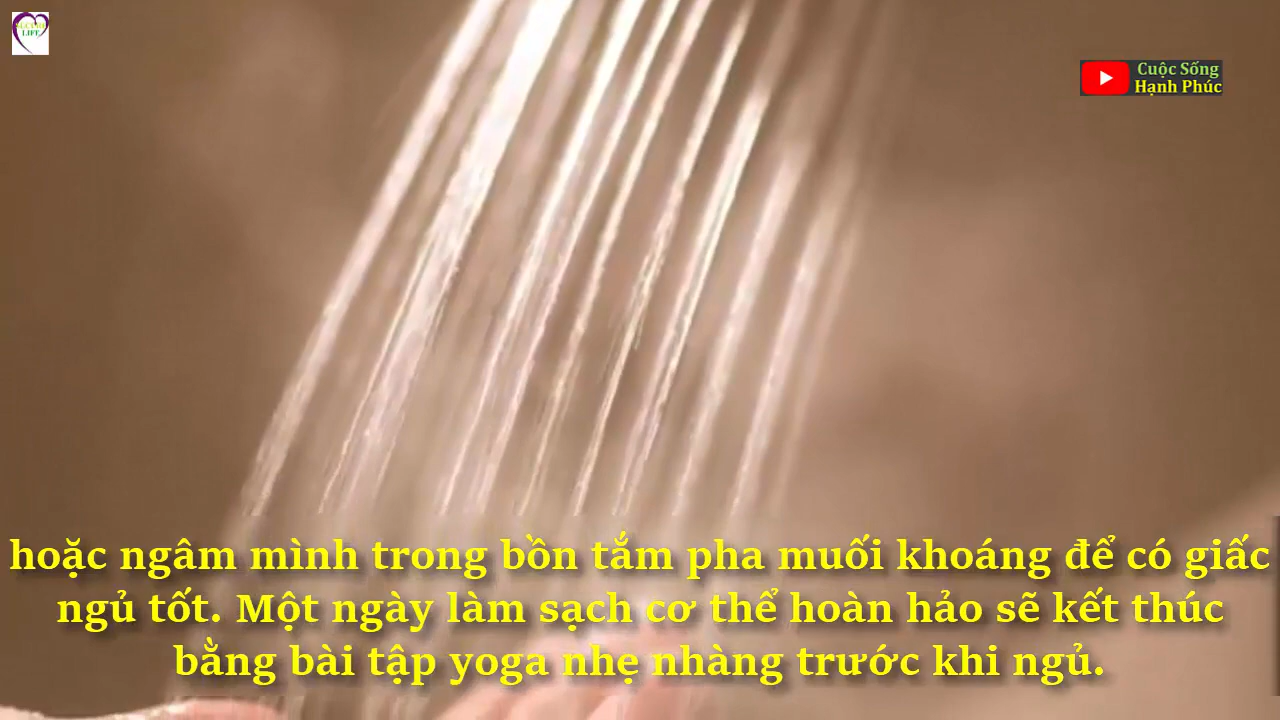 LIFE
Cuộc Sống
Hạnh Phúc
hoặc ngâm mình trong bồn tắm pha muối khoáng để có giấc
ngủ tốt. Một ngày làm sạch cơ thể hoàn hảo sẽ kết thúc
bằng bài tập yoga nhẹ nhàng trước khi ngủ.